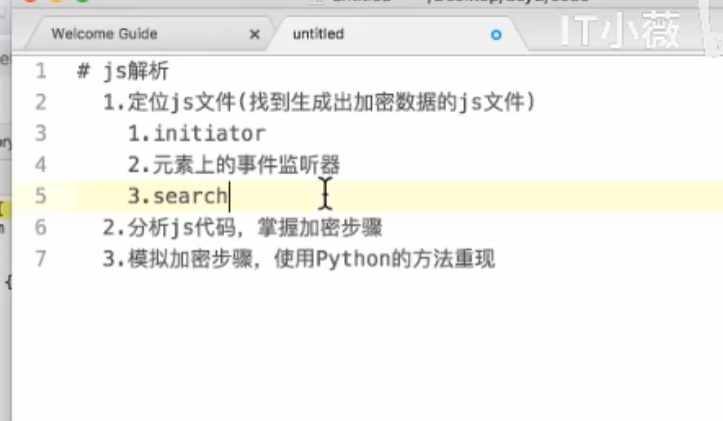 Welcome Guide
untitled
IT小薇
1 # js解析
2 1.定位js文件(找到生成出加密数据的js文件)
3 1.initiator
4 2.元素上的事件监听器
5 3.search
6 2.分析js代码，掌握加密步骤
7 3.模拟加密步骤，使用Python的方法重现